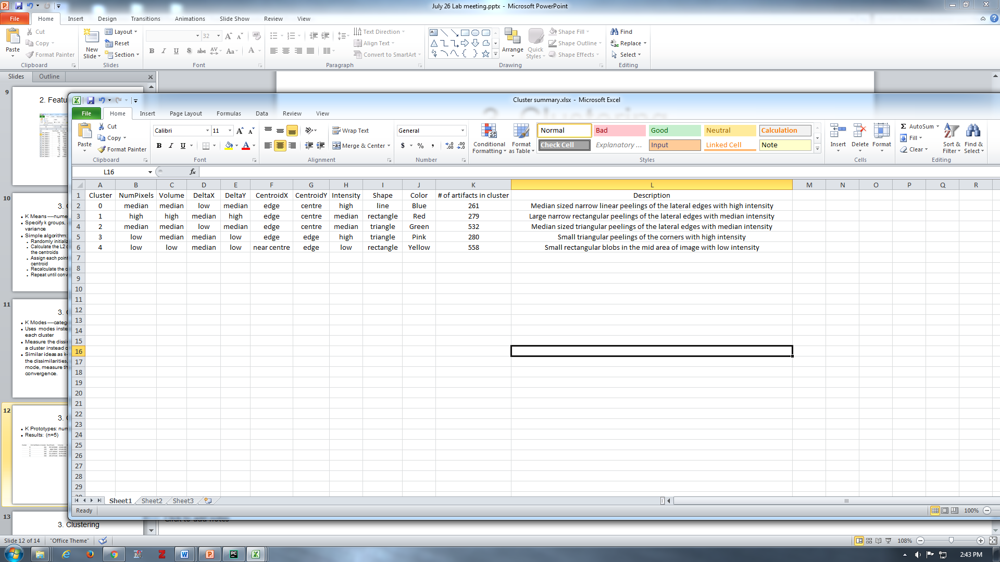 July 26 Lab meeting.pptx - Microsoft PowerPoint
File Home Insert Design Transitions Animations Slide Show Review View
Paste Cut Copy Format Painter Clipboard
New Slide Layout Reset Section Slides
32 Font
Text Direction Align Text Convert to SmartArt Paragraph
Arrange Quick Styles Shape Fill Shape Outline Shape Effects Drawing
Find Replace Select Editing
Slides Outline
9
2. Featu
10
3. C
K Means ----nume
Specify k groups,
variance
Simple algorithm:
Randomly initializ
Calculate the L2 d
the centroids
Assign each point
centroid
Recalculate the c
Repeat until conv
11
3. C
K Modes ----categ
Uses modes inste
each cluster
Measure the dissi
a cluster instead o
Similar ideas as k-
the dissimilarities,
mode, measure th
convergence.
12
3. C
K Prototypes: num
Results: (n=5)
13
3. Clustering
Cluster summary.xlsx - Microsoft Excel
File Home Insert Page Layout Formulas Data Review View
Paste Cut Copy Format Painter Clipboard
Calibri 11 Font
Wrap Text Merge & Center Alignment
General Number
Conditional Formatting Format as Table
Normal Bad Good Neutral Calculation
Check Cell Explanatory ... Input Linked Cell Note
Styles
Insert Delete Format Cells
AutoSum Fill Clear Sort & Filter Find & Select Editing
L16 fx
A B C D E F G H I J K L M N O P Q R
1 Cluster NumPixels Volume DeltaX DeltaY CentroidX CentroidY Intensity Shape Color # of artifacts in cluster Description
2 0 median median low median edge centre high line Blue 261 Median sized narrow linear peelings of the lateral edges with high intensity
3 1 high high median high edge centre median rectangle Red 279 Large narrow rectangular peelings of the lateral edges with median intensity
4 2 median median low median edge centre median triangle Green 532 Median sized triangular peelings of the lateral edges with median intensity
5 3 low median median low edge edge high triangle Pink 280 Small triangular peelings of the corners with high intensity
6 4 low low median low near centre edge low rectangle Yellow 558 Small rectangular blobs in the mid area of image with low intensity
7
8
9
10
11
12
13
14
15
16
17
18
19
20
21
22
23
24
25
26
27
28
29
Sheet1 Sheet2 Sheet3
Ready 100%
Click to add notes
Slide 12 of 14 "Office Theme" 108%
2:43 PM